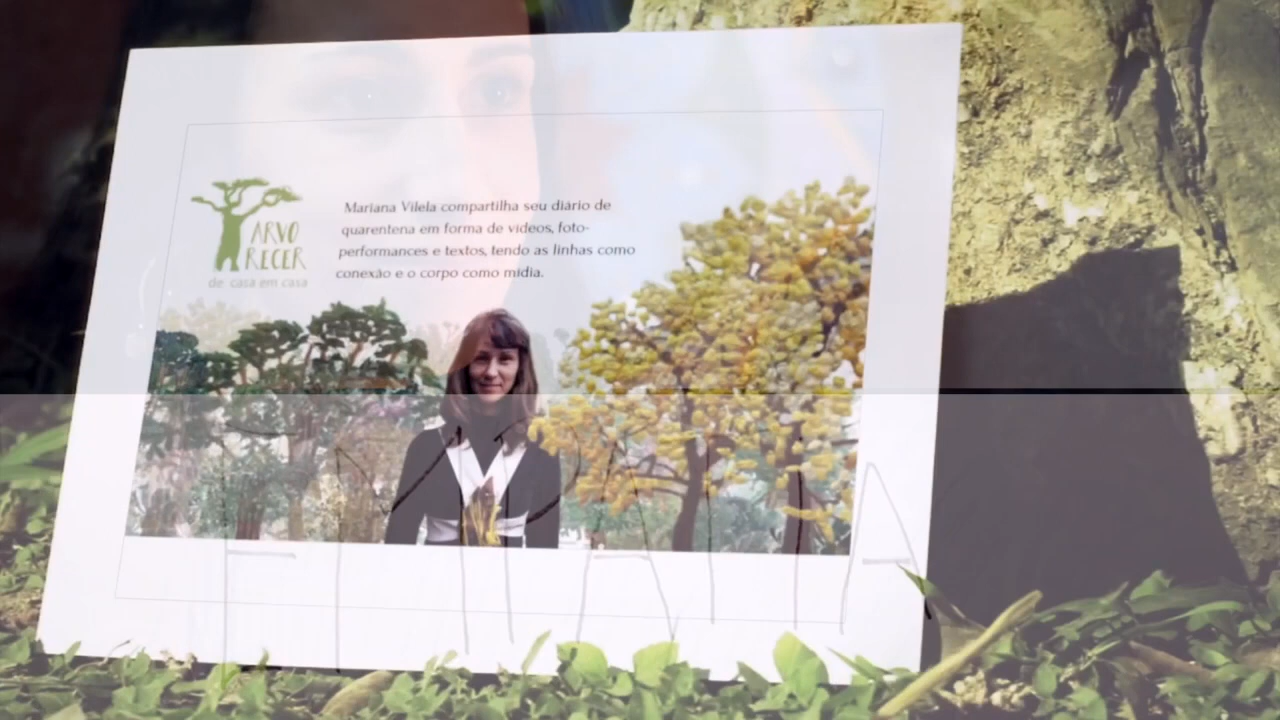 ARVO
RECER
de casa em casa
Mariana Vilela compartilha seu diário de
quarentena em forma de vídeos, foto-
performances e textos, tendo as linhas como
conexão e o corpo como mídia.